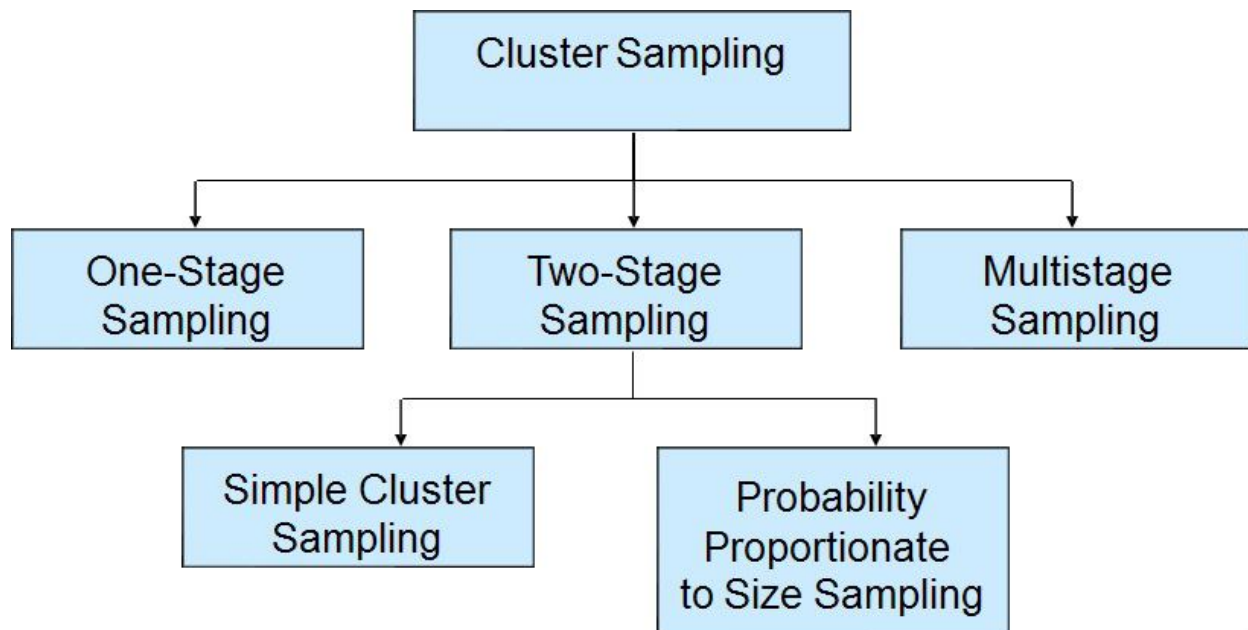 Cluster Sampling
One-Stage
Sampling
Two-Stage
Sampling
Multistage
Sampling
Simple Cluster
Sampling
Probability
Proportionate
to Size Sampling